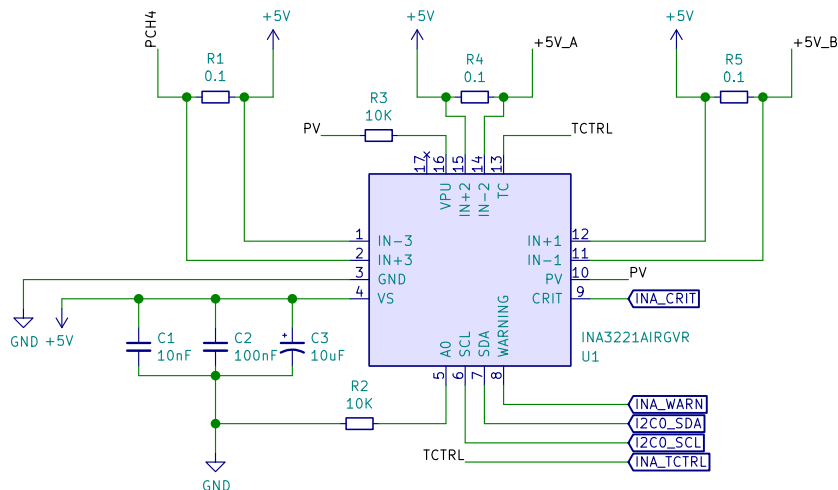 PCH4
+5V
+5V
+5V
R1
0.1
R4
0.1
+5V_A
R5
0.1
+5V_B
R3
10K
PV
TCTRL
17
16
15
14
13
VPU
IN+2
IN-2
TC
1
IN-3
2
IN+3
3
GND
4
VS
12
IN+1
11
IN-1
10
PV
PV
9
CRIT
INA_CRIT
GND
+5V
C1
10nF
C2
100nF
C3
10uF
+
A0
SCL
SDA
WARNING
5
6
7
8
INA3221AIRGVR
U1
R2
10K
INA_WARN
I2C0_SDA
I2C0_SCL
TCTRL
INA_TCTRL
GND